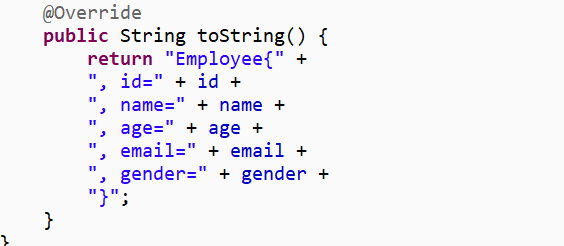 @Override
public String toString() {
return "Employee{" +
", id=" + id +
", name=" + name +
", age=" + age +
", email=" + email +
", gender=" + gender +
"}";
}
}